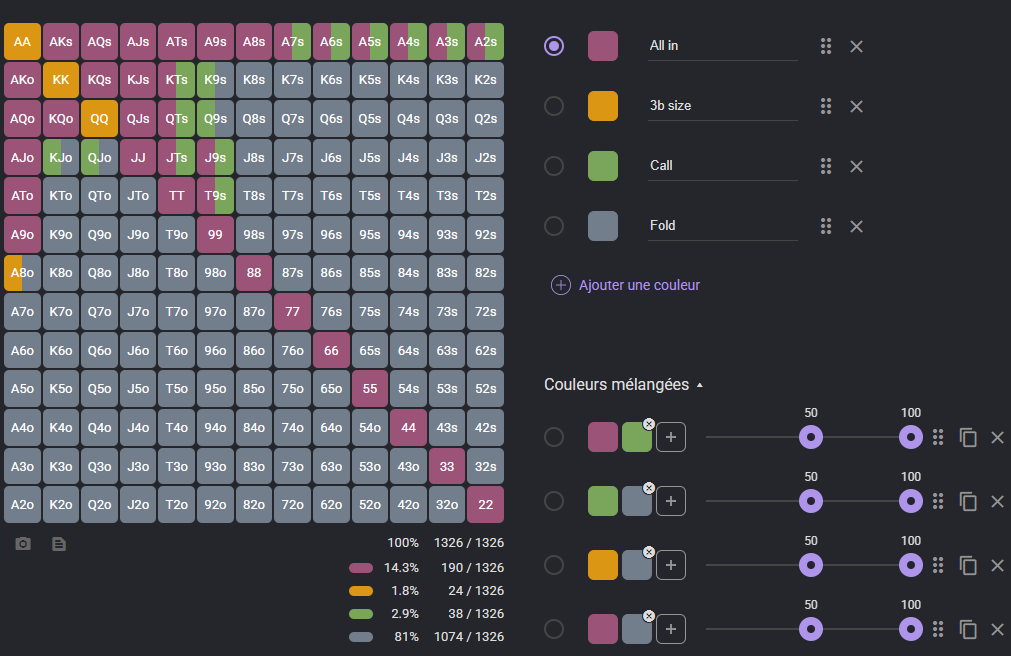 AA AKs AQs AJs ATs A9s A8s A7s A6s A5s A4s A3s A2s
AKo KK KQs KJs KTs K9s K8s K7s K6s K5s K4s K3s K2s
AQo KQo QQ QJs QTs Q9s Q8s Q7s Q6s Q5s Q4s Q3s Q2s
AJo KJo QJo JJ JTs J9s J8s J7s J6s J5s J4s J3s J2s
ATo KTo QTo JTo TT T9s T8s T7s T6s T5s T4s T3s T2s
A9o K9o Q9o J9o T9o 99 98s 97s 96s 95s 94s 93s 92s
A8o K8o Q8o J8o T8o 98o 88 87s 86s 85s 84s 83s 82s
A7o K7o Q7o J7o T7o 97o 87o 77 76s 75s 74s 73s 72s
A6o K6o Q6o J6o T6o 96o 86o 76o 66 65s 64s 63s 62s
A5o K5o Q5o J5o T5o 95o 85o 75o 65o 55 54s 53s 52s
A4o K4o Q4o J4o T4o 94o 84o 74o 64o 54o 44 43s 42s
A3o K3o Q3o J3o T3o 93o 83o 73o 63o 53o 43o 33 32s
A2o K2o Q2o J2o T2o 92o 82o 72o 62o 52o 42o 32o 22
100% 1326 / 1326
14.3% 190 / 1326
1.8% 24 / 1326
2.9% 38 / 1326
81% 1074 / 1326
All in
3b size
Call
Fold
Ajouter une couleur
Couleurs mélangées
50 100
50 100
50 100
50 100